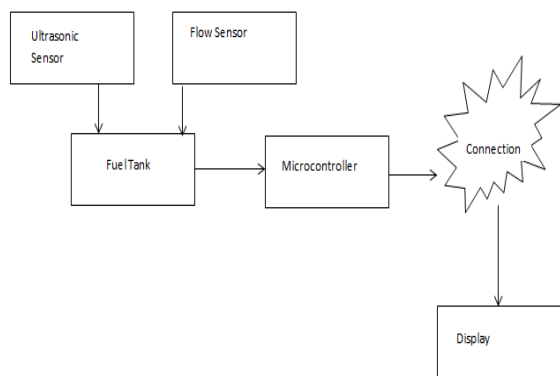 Ultrasonic
Sensor
Flow Sensor
Fuel Tank
Microcontroller
Connection
Display